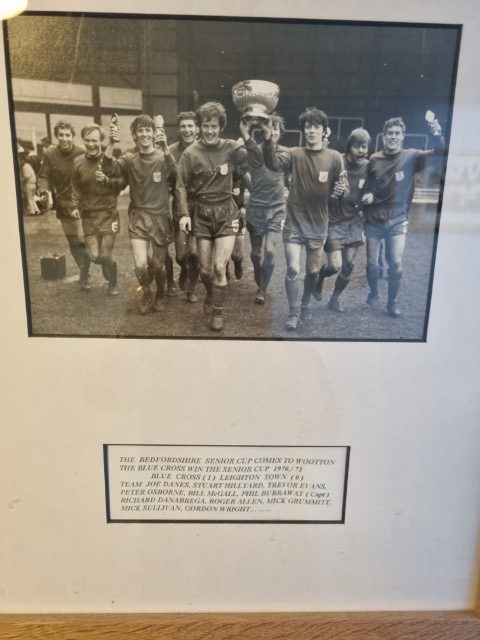 THE BEDFORDSHIRE SENIOR CUP COMES TO WOOTTON
THE BLUE CROSS WIN THE SENIOR CUP 1970/71
BLUE CROSS (1) LEIGHTON TOWN (0)
TEAM JOE DANES, STUART HILLYARD, TREVOR EVANS,
PETER OSBORNE, BILL McGALL, PHIL BURRAWAY (Capt)
RICHARD DANABREGA, ROGER ALLEN, MICK GRUMMITT,
MICK SULLIVAN, GORDON WRIGHT.........